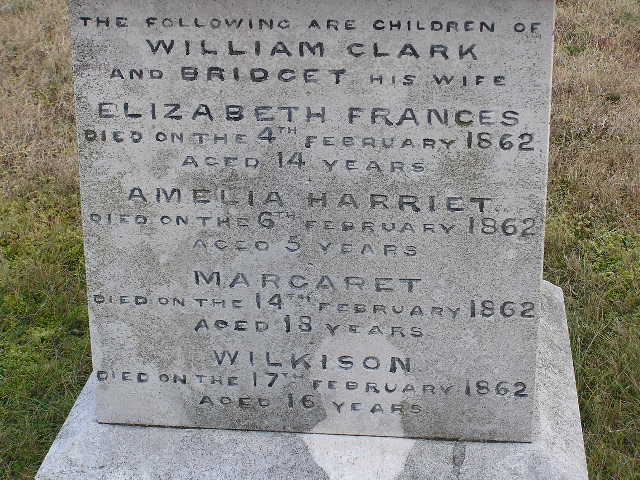 THE FOLLOWING ARE CHILDREN OF
WILLIAM CLARK
AND BRIDGET HIS WIFE
ELIZABETH FRANCES
DIED ON THE 4TH FEBRUARY 1862
AGED 14 YEARS
AMELIA HARRIET
DIED ON THE 6TH FEBRUARY 1862
AGED 5 YEARS
MARGARET
DIED ON THE 14TH FEBRUARY 1862
AGED 18 YEARS
WILKISON
DIED ON THE 17TH FEBRUARY 1862
AGED 16 YEARS